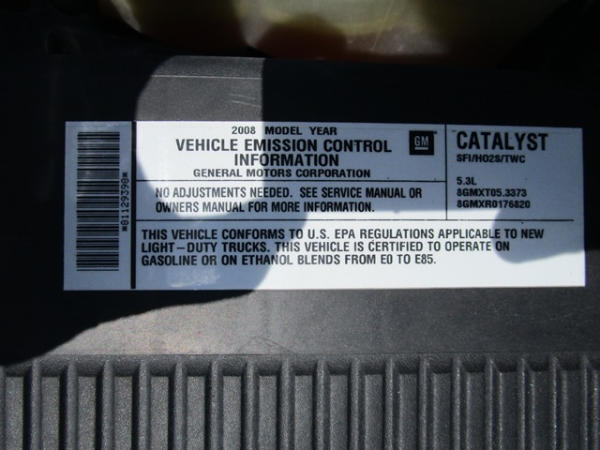 *81129398*
2008 MODEL YEAR
VEHICLE EMISSION CONTROL
INFORMATION
GENERAL MOTORS CORPORATION
GM
NO ADJUSTMENTS NEEDED. SEE SERVICE MANUAL OR
OWNERS MANUAL FOR MORE INFORMATION.
CATALYST
SFI/HO2S/TWC
5.3L
8GMXT05.3373
8GMXR0176820
THIS VEHICLE CONFORMS TO U.S. EPA REGULATIONS APPLICABLE TO NEW
LIGHT-DUTY TRUCKS. THIS VEHICLE IS CERTIFIED TO OPERATE ON
GASOLINE OR ON ETHANOL BLENDS FROM E0 TO E85.